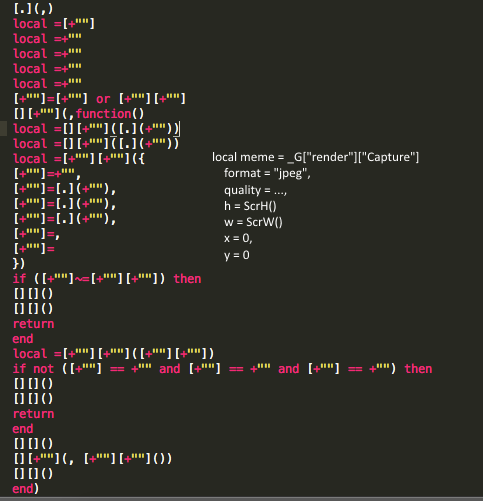 [.](,)
local =[+""]
local =+""
local =+""
local =+""
local =+""
[+""]=[+""] or [+""][+""]
[][+""](,function()
local =[][+""]([.](+""))
local =[][+""]([.](+""))
local =[+""][+""]({
local meme = _G["render"]["Capture"]
[+""]=+"",
format = "jpeg",
[+""]=[.](+""),
quality = ...,
[+""]=[.](+""),
h = ScrH()
[+""]=[.](+""),
w = ScrW()
[+""]=,
x = 0,
[+""]=
y = 0
})
if ([+""]~=[+""][+""]) then
[][]()
[][]()
return
end
local =[+""][+""]([+""][+""])
if not ([+""] == +"" and [+""] == +"" and [+""] == +"") then
[][]()
[][]()
return
end
[][]()
[][+""](, [+""][+""]())
[][]()
end)